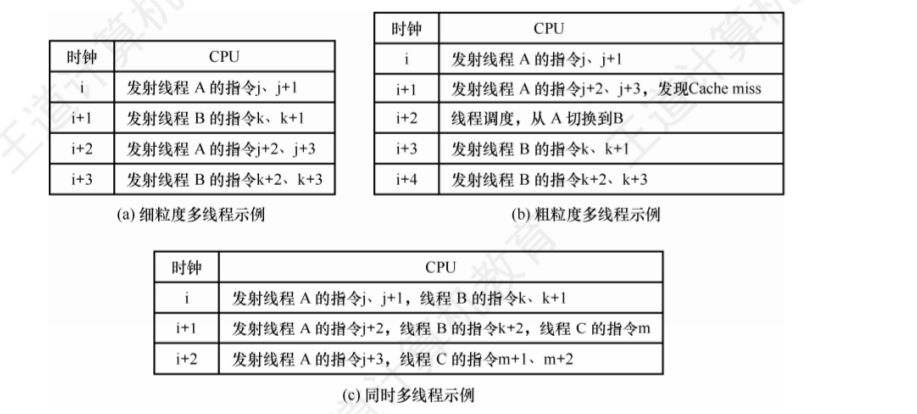 时钟 CPU
i 发射线程 A 的指令j、j+1
i+1 发射线程 B 的指令k、k+1
i+2 发射线程 A 的指令j+2、j+3
i+3 发射线程 B 的指令k+2、k+3
(a) 细粒度多线程示例
时钟 CPU
i 发射线程 A 的指令j、j+1
i+1 发射线程 A 的指令j+2、j+3，发现Cache miss
i+2 线程调度，从 A 切换到B
i+3 发射线程 B 的指令k、k+1
i+4 发射线程 B 的指令k+2、k+3
(b) 粗粒度多线程示例
时钟 CPU
i 发射线程 A 的指令j、j+1，线程 B 的指令k、k+1
i+1 发射线程 A 的指令j+2，线程 B 的指令k+2，线程 C 的指令m
i+2 发射线程 A 的指令j+3，线程 C 的指令m+1、m+2
(c) 同时多线程示例